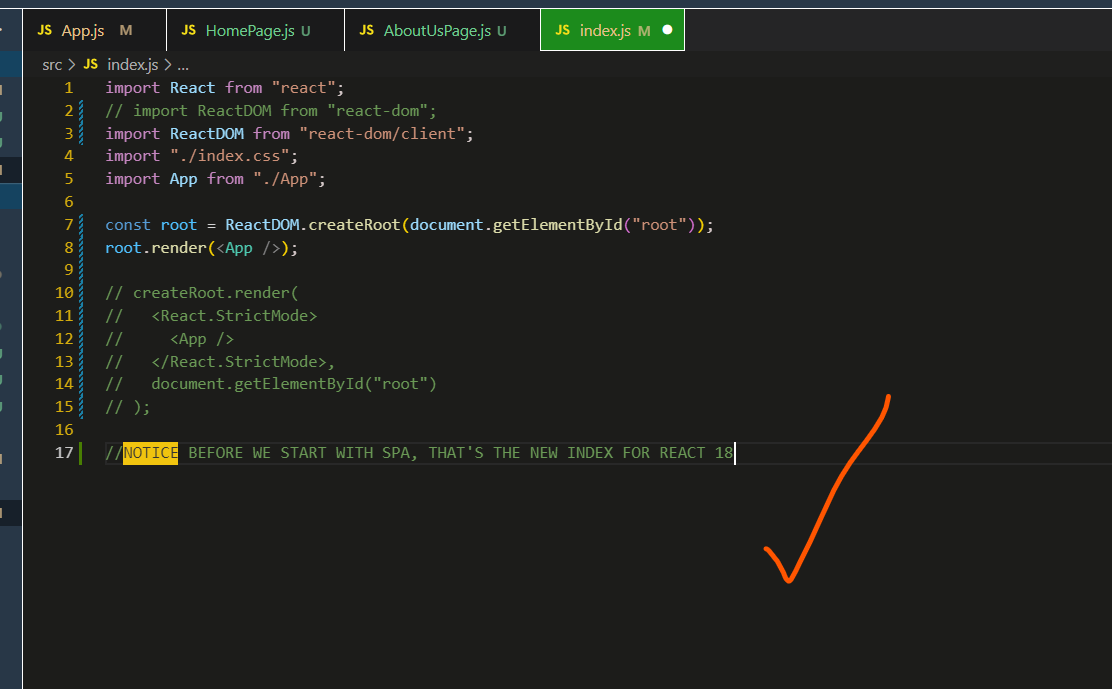 JS App.js M JS HomePage.js U JS AboutUsPage.js U JS index.js M
src > JS index.js > ...
1 import React from "react";
2 // import ReactDOM from "react-dom";
3 import ReactDOM from "react-dom/client";
4 import "./index.css";
5 import App from "./App";
6
7 const root = ReactDOM.createRoot(document.getElementById("root"));
8 root.render(<App />);
9
10 // createRoot.render(
11 //   <React.StrictMode>
12 //     <App />
13 //   </React.StrictMode>,
14 //   document.getElementById("root")
15 // );
16
17 //NOTICE BEFORE WE START WITH SPA, THAT'S THE NEW INDEX FOR REACT 18